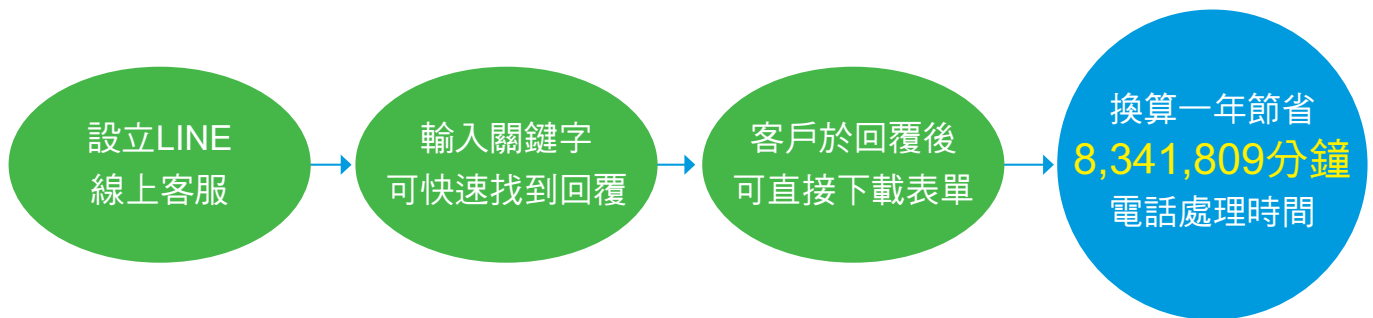 設立LINE
線上客服
輸入關鍵字
可快速找到回覆
客戶於回覆後
可直接下載表單
換算一年節省
8,341,809分鐘
電話處理時間